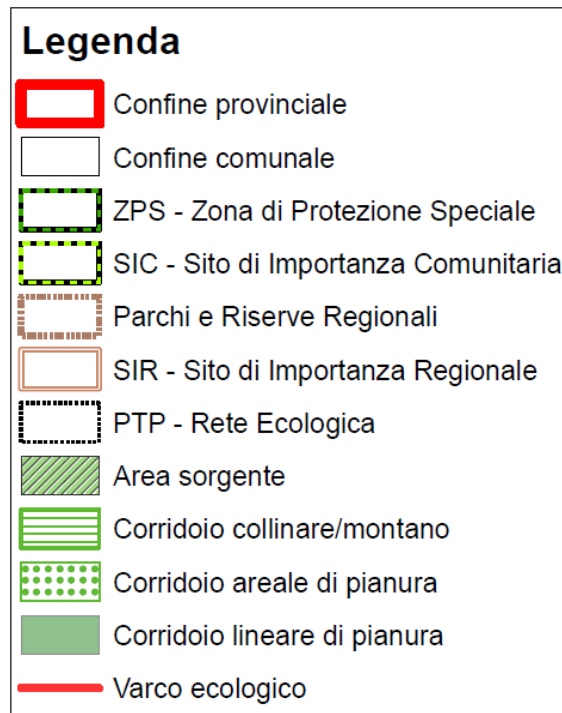 Legenda
Confine provinciale
Confine comunale
ZPS - Zona di Protezione Speciale
SIC - Sito di Importanza Comunitaria
Parchi e Riserve Regionali
SIR - Sito di Importanza Regionale
PTP - Rete Ecologica
Area sorgente
Corridoio collinare/montano
Corridoio areale di pianura
Corridoio lineare di pianura
Varco ecologico